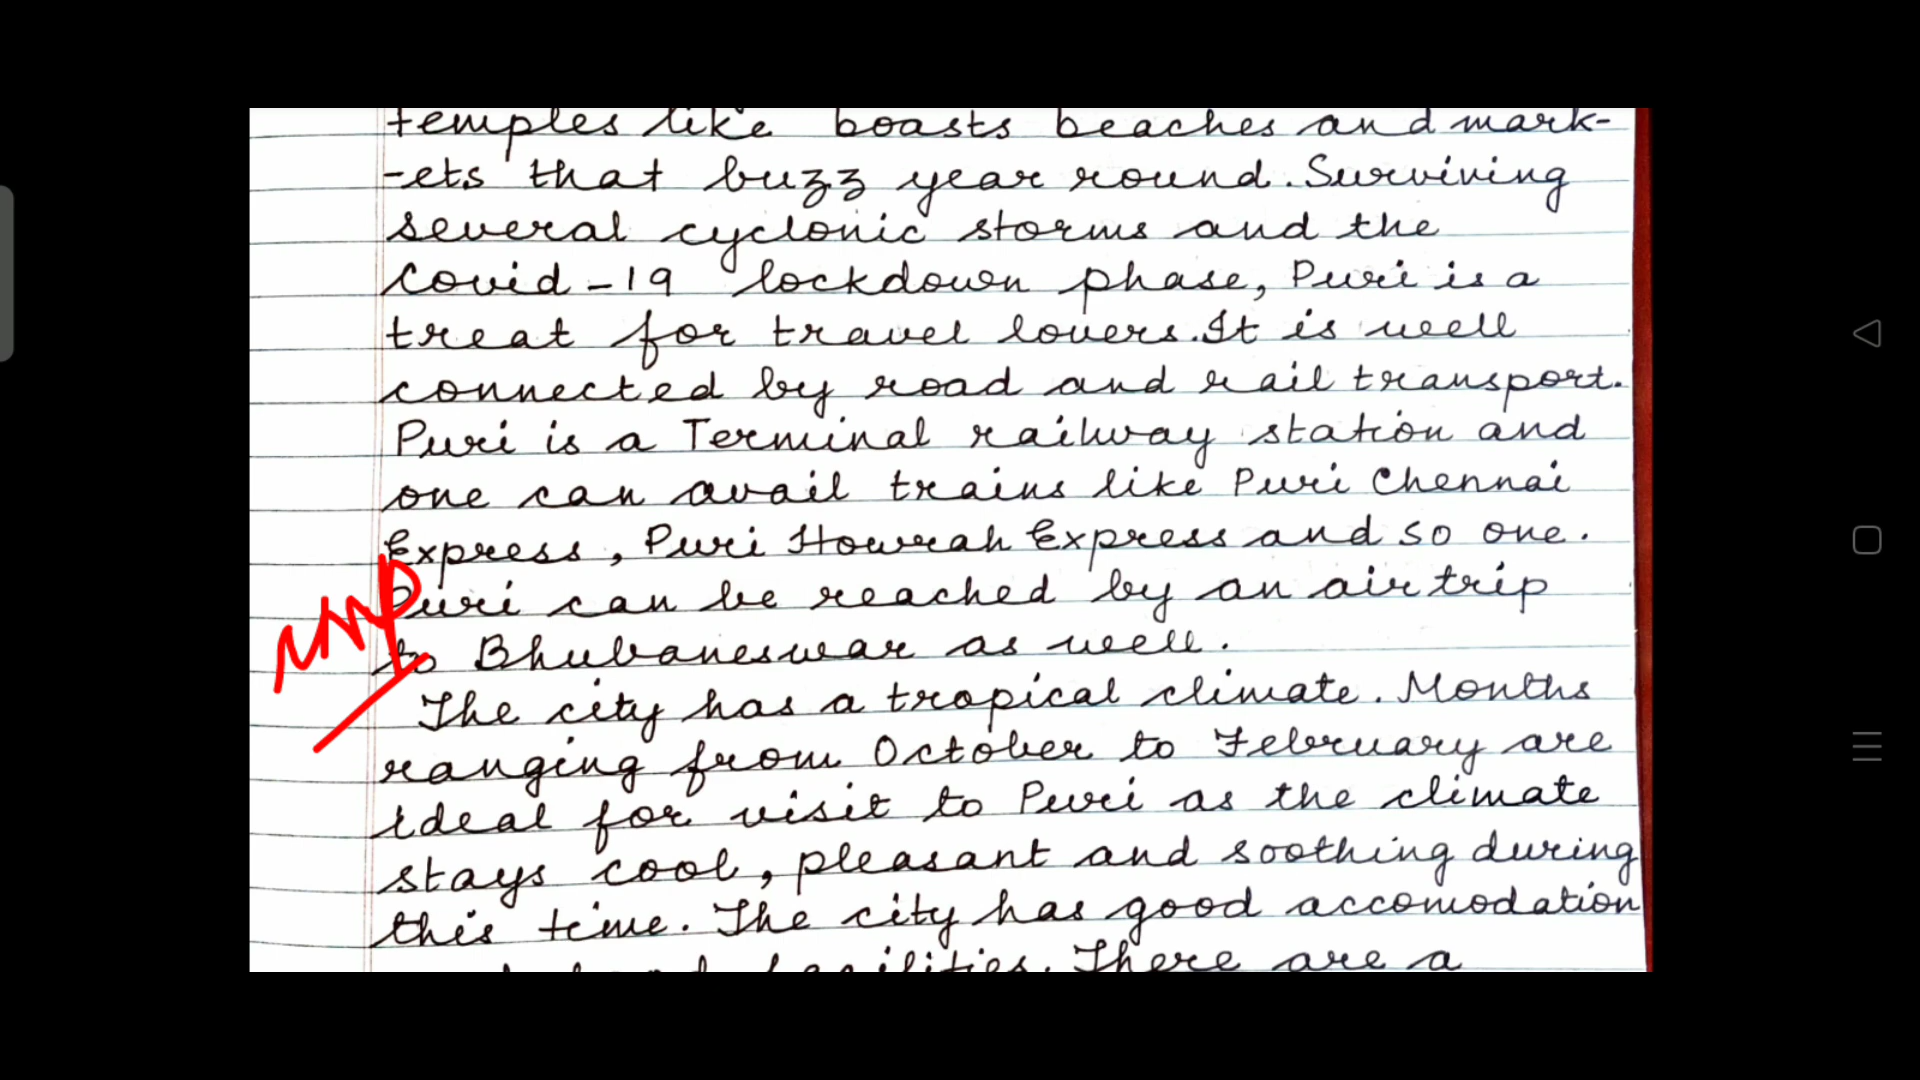 temples like boasts beaches and mark-
-ets that buzz year round. Surviving
several cyclonic storms and the
covid-19 lockdown phase, Puri is a
treat for travel lovers. It is well
connected by road and rail transport.
Puri is a Terminal railway station and
one can avail trains like Puri Chennai
Express, Puri Howrah Express and so one.
Puri can be reached by an air trip
to Bhubaneswar as well.
The city has a tropical climate. Months
ranging from October to February are
ideal for visit to Puri as the climate
stays cool, pleasant and soothing during
this time. The city has good accomodation
facilities. There are a